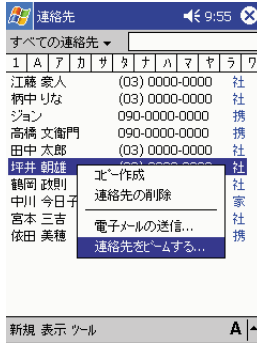 連絡先 9:55
すべての連絡先
1 A ア カ サ タ ナ ハ マ ヤ ラ ワ
江藤 豪人 (03) 0000-0000 社
柄中 りな (03) 0000-0000 社
ジョン 090-0000-0000 携
高橋 文衛門 090-0000-0000 携
田中 太郎 (03) 0000-0000 社
坪井 朝雄 (03) 0000-0000 社
鶴岡 政則 社
中川 今日子 家
宮本 三吉 社
依田 美穂 携
コピー作成
連絡先の削除
電子メールの送信...
連絡先をビームする...
新規 表示 ツール A